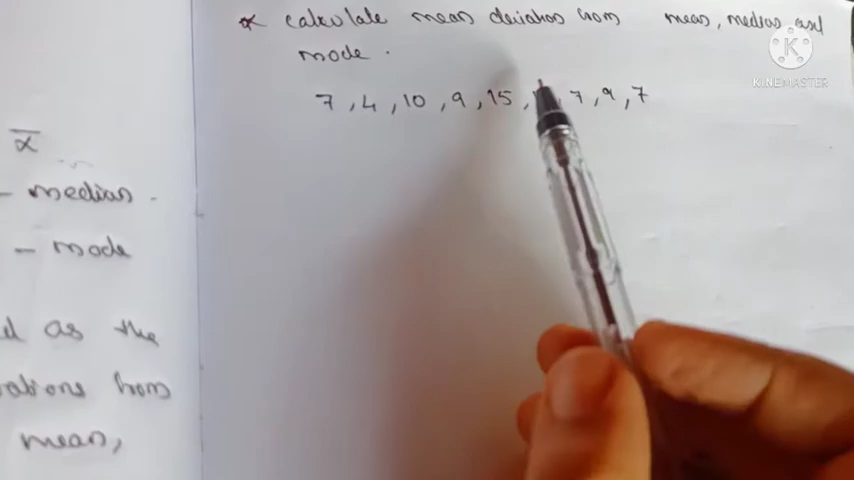 * calculate mean deviation from mean, median and
mode.
7, 4, 10, 9, 15, 7, 9, 7
x̄
- median.
- mode
as the
from
mean,
KINEMASTER